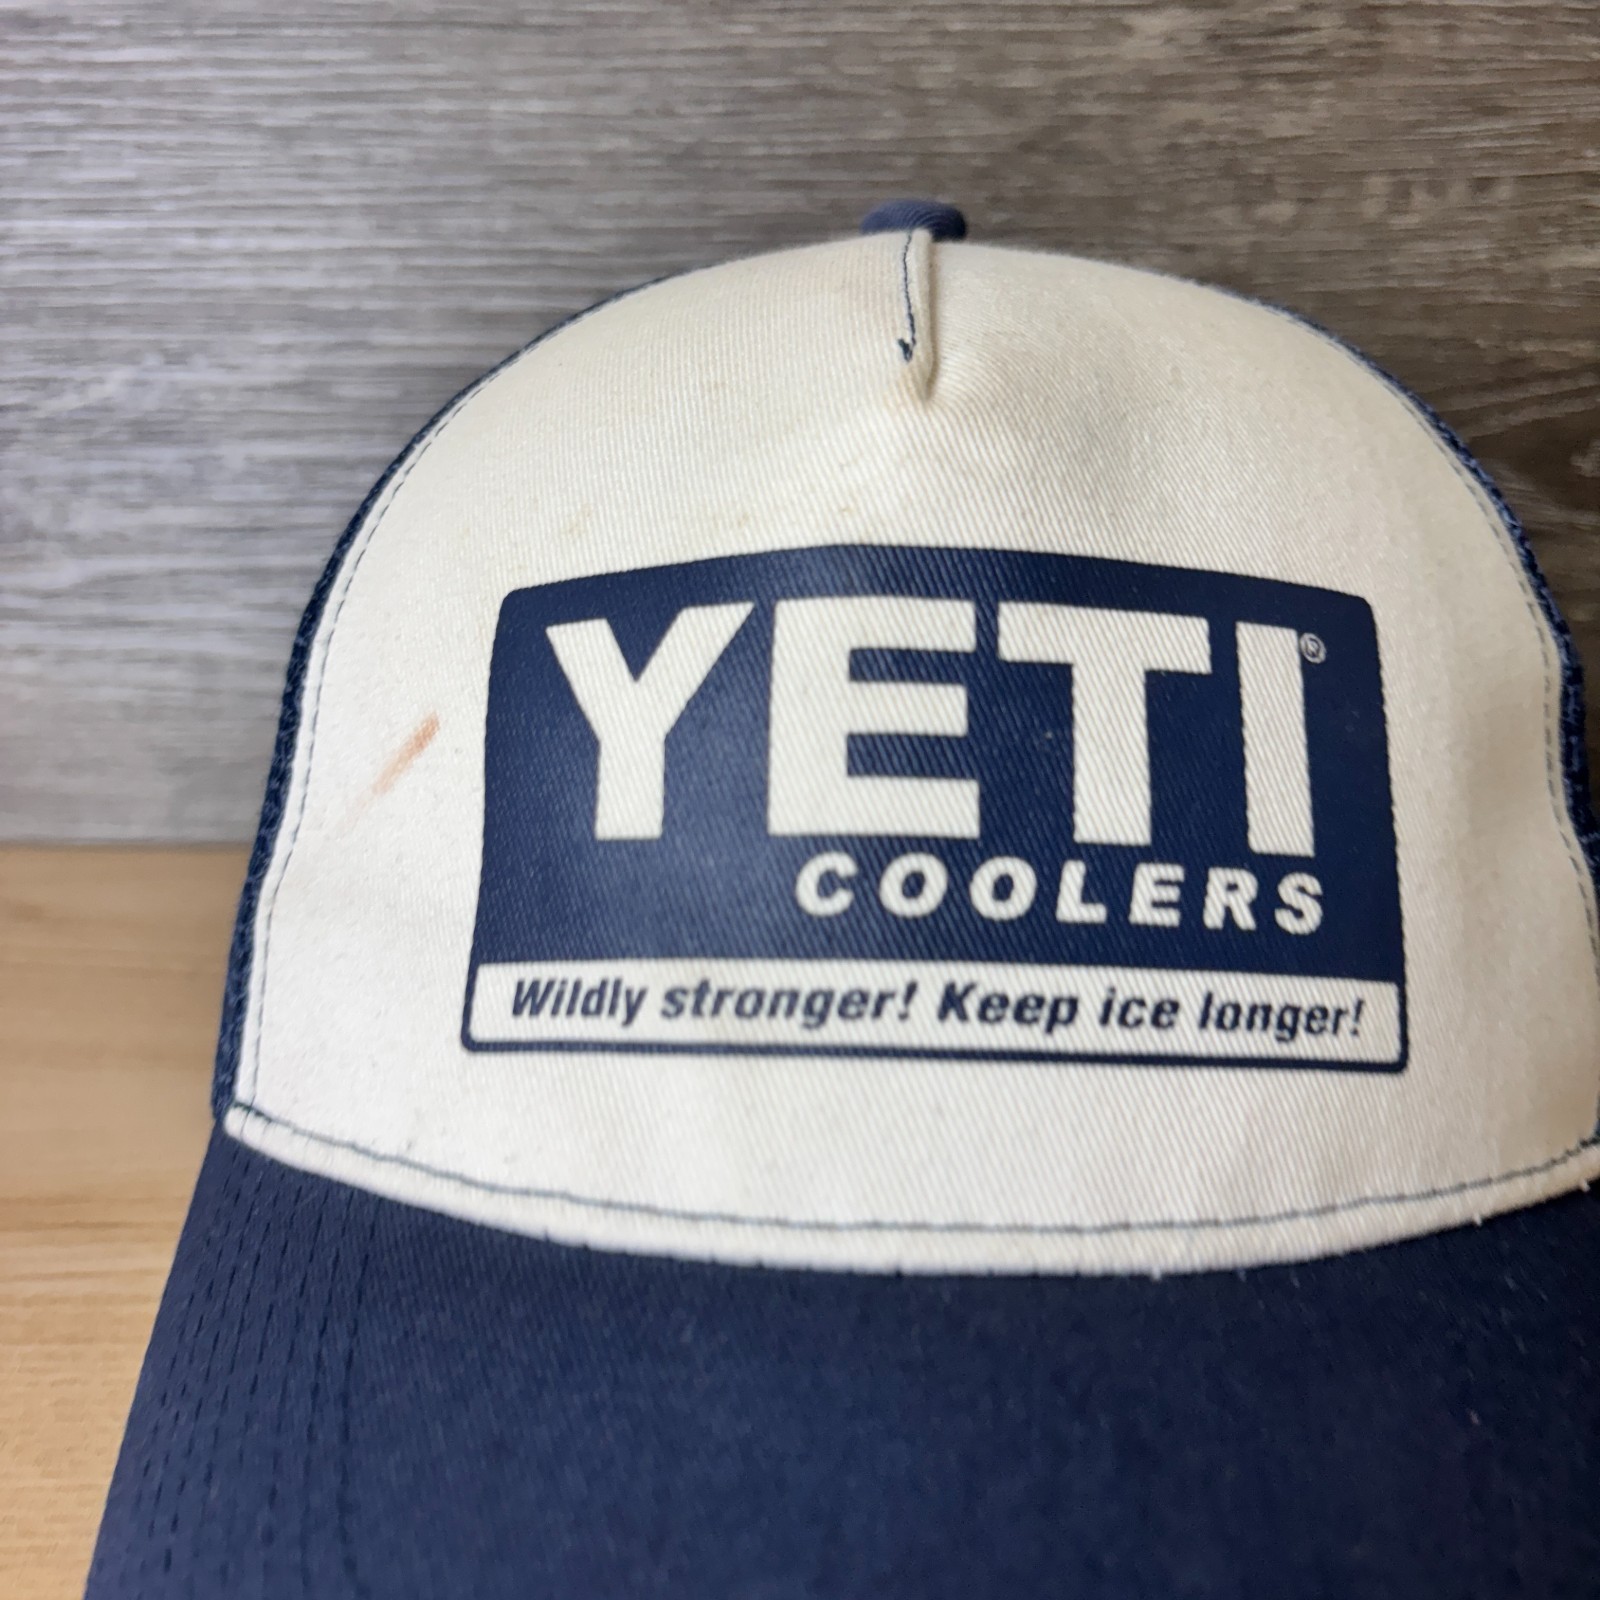 YETI®
COOLERS
Wildly stronger! Keep ice longer!